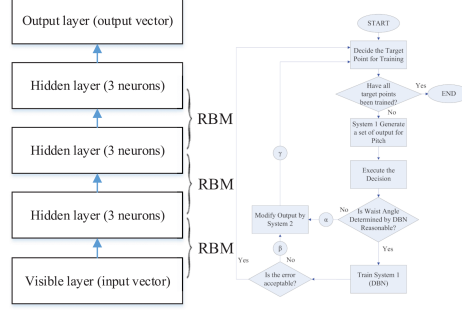 Output layer (output vector)
Hidden layer (3 neurons)
Hidden layer (3 neurons)
Hidden layer (3 neurons)
Visible layer (input vector)
RBM
RBM
RBM
START
Decide the Target
Point for Training
Have all
target points
been trained?
Yes
END
No
System 1 Generate
a set of output for
Pitch
Execute the
Decision
Is Waist Angle
Determined by DBN
Reasonable?
No
α
Modify Output by
System 2
γ
β
Yes
Train System 1
(DBN)
Is the error
acceptable?
No
Yes